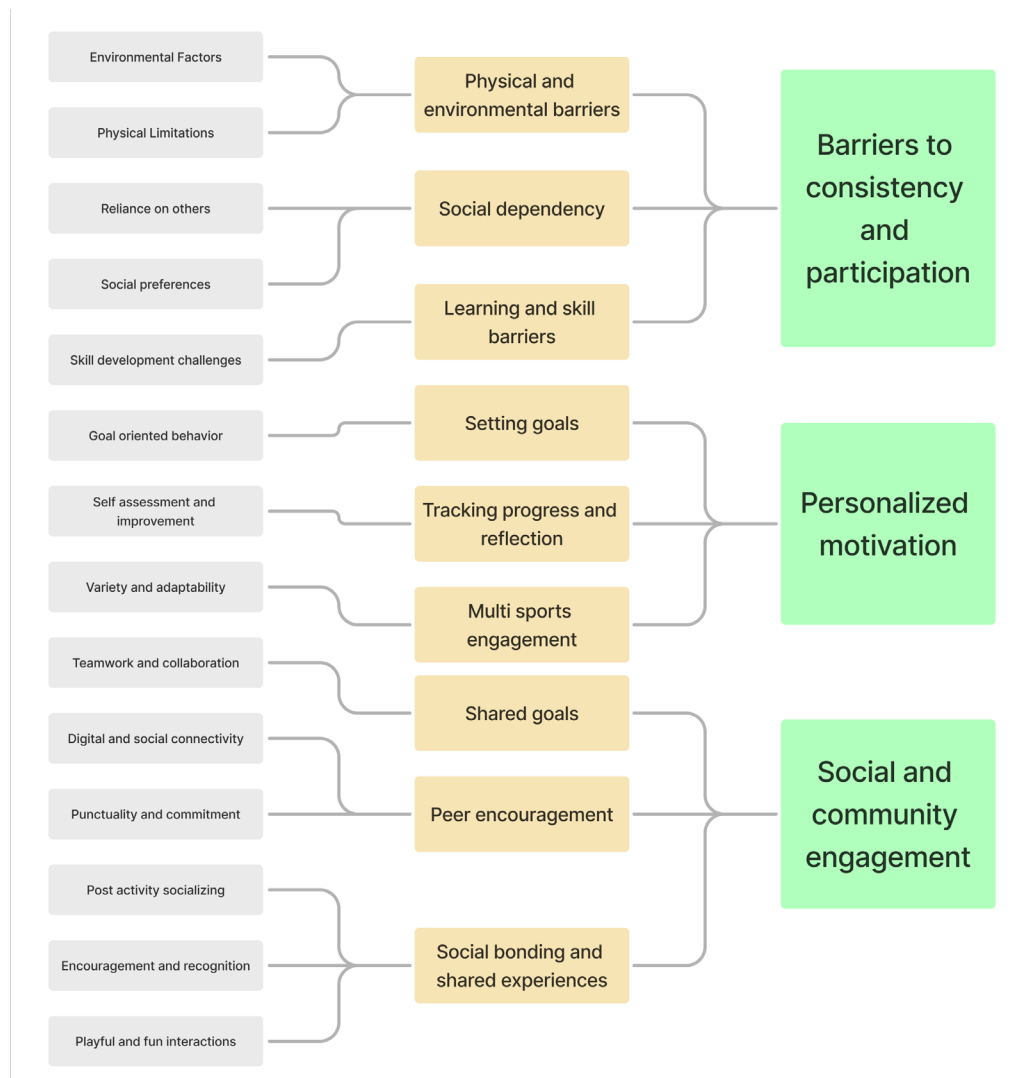 Environmental Factors
Physical Limitations
Reliance on others
Social preferences
Skill development challenges
Goal oriented behavior
Self assessment and
improvement
Variety and adaptability
Teamwork and collaboration
Digital and social connectivity
Punctuality and commitment
Post activity socializing
Encouragement and recognition
Playful and fun interactions
Physical and
environmental barriers
Social dependency
Learning and skill
barriers
Setting goals
Tracking progress and
reflection
Multi sports
engagement
Shared goals
Peer encouragement
Social bonding and
shared experiences
Barriers to
consistency
and
participation
Personalized
motivation
Social and
community
engagement